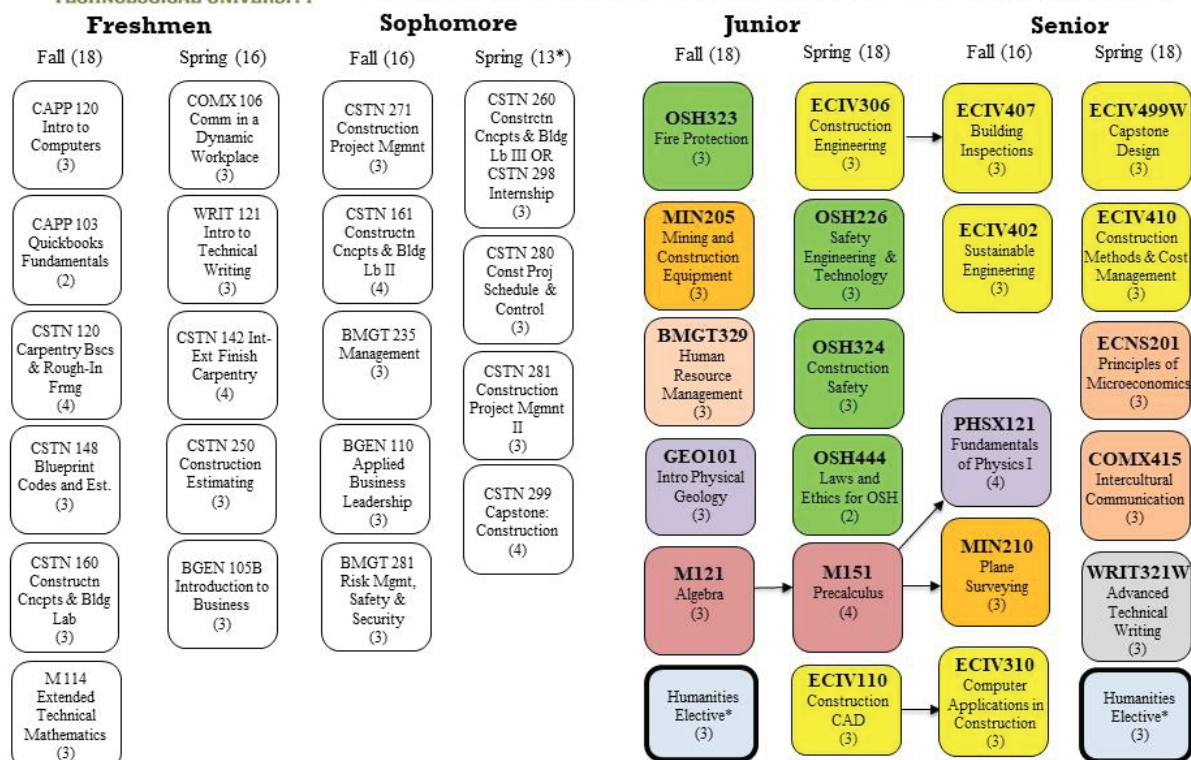 Freshmen
Sophomore
Junior
Senior
Fall (18)
Spring (16)
Fall (16)
Spring (13*)
Fall (18)
Spring (18)
Fall (16)
Spring (18)
CAPP 120
Intro to
Computers
(3)
CAPP 103
Quickbooks
Fundamentals
(2)
CSTN 120
Carpentry Bscs
& Rough-In
Frmg
(4)
CSTN 148
Blueprint
Codes and Est.
(3)
CSTN 160
Constructn
Cncpts & Bldg
Lab
(3)
M 114
Extended
Technical
Mathematics
(3)
COMX 106
Comm in a
Dynamic
Workplace
(3)
WRIT 121
Intro to
Technical
Writing
(3)
CSTN 142 Int-
Ext Finish
Carpentry
(4)
CSTN 250
Construction
Estimating
(3)
BGEN 105B
Introduction to
Business
(3)
CSTN 271
Construction
Project Mgmnt
(3)
CSTN 161
Constructn
Cncpts & Bldg
Lb II
(4)
BMGT 235
Management
(3)
BGEN 110
Applied
Business
Leadership
(3)
BMGT 281
Risk Mgmt,
Safety &
Security
(3)
CSTN 260
Constrctn
Cncpts & Bldg
Lb III OR
CSTN 298
Internship
(3)
CSTN 280
Const Proj
Schedule &
Control
(3)
CSTN 281
Construction
Project Mgmnt
II
(3)
CSTN 299
Capstone:
Construction
(4)
OSH323
Fire Protection
(3)
MIN205
Mining and
Construction
Equipment
(3)
BMGT329
Human
Resource
Management
(3)
GEO101
Intro Physical
Geology
(3)
M121
Algebra
(3)
Humanities
Elective*
(3)
ECIV306
Construction
Engineering
(3)
OSH226
Safety
Engineering &
Technology
(3)
OSH324
Construction
Safety
(3)
OSH444
Laws and
Ethics for OSH
(2)
M151
Precalculus
(4)
ECIV110
Construction
CAD
(3)
ECIV407
Building
Inspections
(3)
ECIV402
Sustainable
Engineering
(3)
PHSX121
Fundamentals
of Physics I
(4)
MIN210
Plane
Surveying
(3)
ECIV310
Computer
Applications in
Construction
(3)
ECIV499W
Capstone
Design
(3)
ECIV410
Construction
Methods & Cost
Management
(3)
ECNS201
Principles of
Microeconomics
(3)
COMX415
Intercultural
Communication
(3)
WRIT321W
Advanced
Technical
Writing
(3)
Humanities
Elective*
(3)